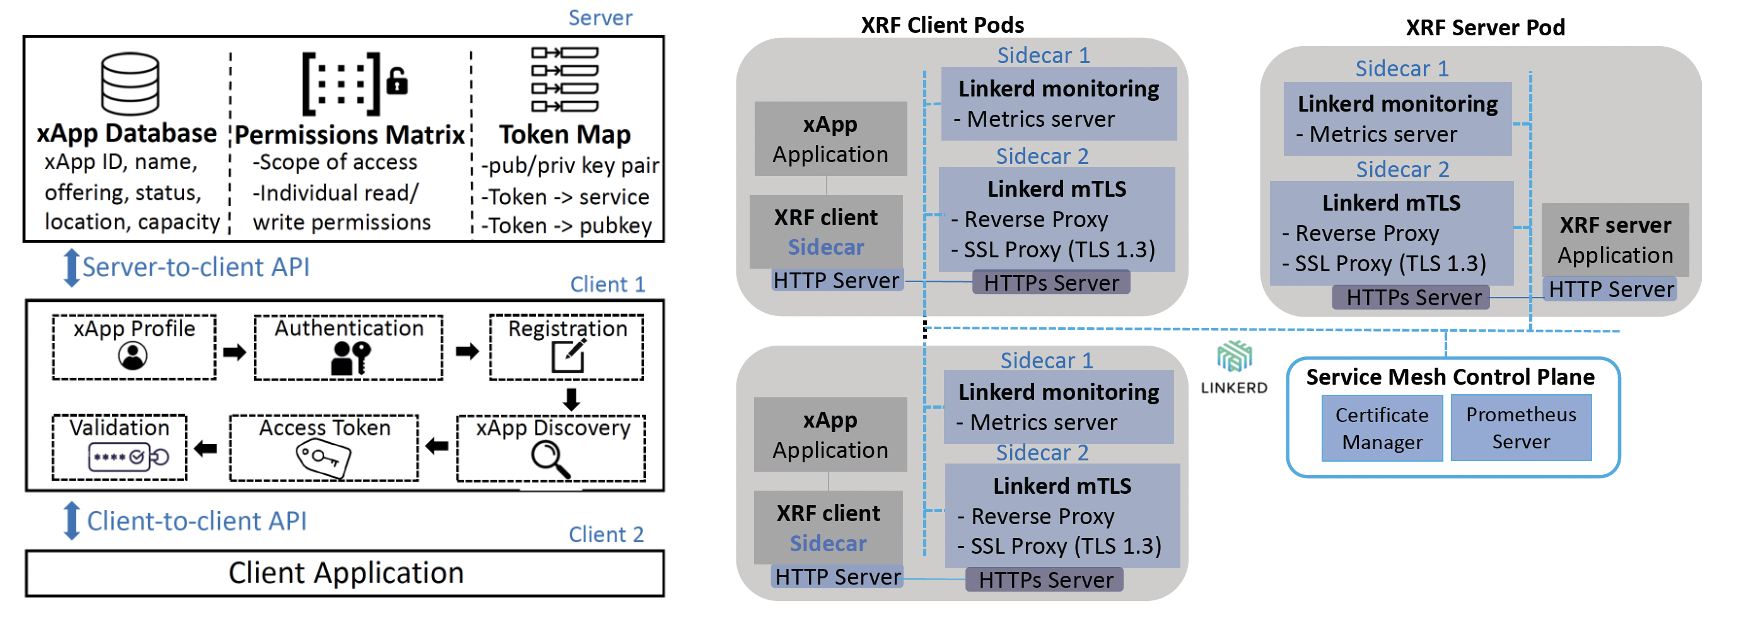 Server
xApp Database
xApp ID, name,
offering, status,
location, capacity
Permissions Matrix
-Scope of access
-Individual read/
write permissions
Token Map
-pub/priv key pair
-Token -> service
-Token -> pubkey
Server-to-client API
Client 1
xApp Profile
Authentication
Registration
Validation
Access Token
xApp Discovery
Client-to-client API
Client 2
Client Application
XRF Client Pods
Sidecar 1
Linkerd monitoring
- Metrics server
xApp
Application
Sidecar 2
Linkerd mTLS
- Reverse Proxy
- SSL Proxy (TLS 1.3)
XRF client
Sidecar
HTTP Server
HTTPs Server
Sidecar 1
Linkerd monitoring
- Metrics server
xApp
Application
Sidecar 2
Linkerd mTLS
- Reverse Proxy
- SSL Proxy (TLS 1.3)
XRF client
Sidecar
HTTP Server
HTTPs Server
XRF Server Pod
Sidecar 1
Linkerd monitoring
- Metrics server
Sidecar 2
Linkerd mTLS
- Reverse Proxy
- SSL Proxy (TLS 1.3)
HTTPs Server
XRF server
Application
HTTP Server
LINKERD
Service Mesh Control Plane
Certificate
Manager
Prometheus
Server